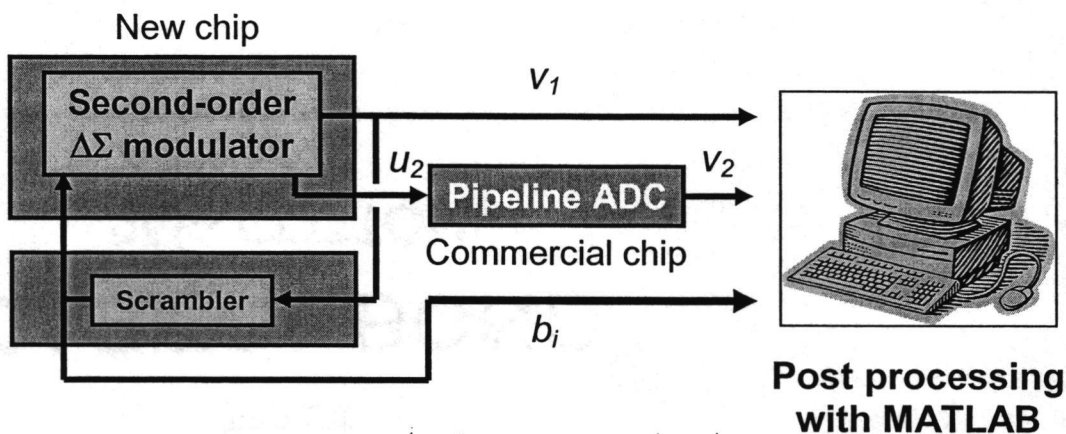 New chip
Second-order
ΔΣ modulator
v1
u2
Pipeline ADC
v2
Commercial chip
Scrambler
bi
Post processing
with MATLAB